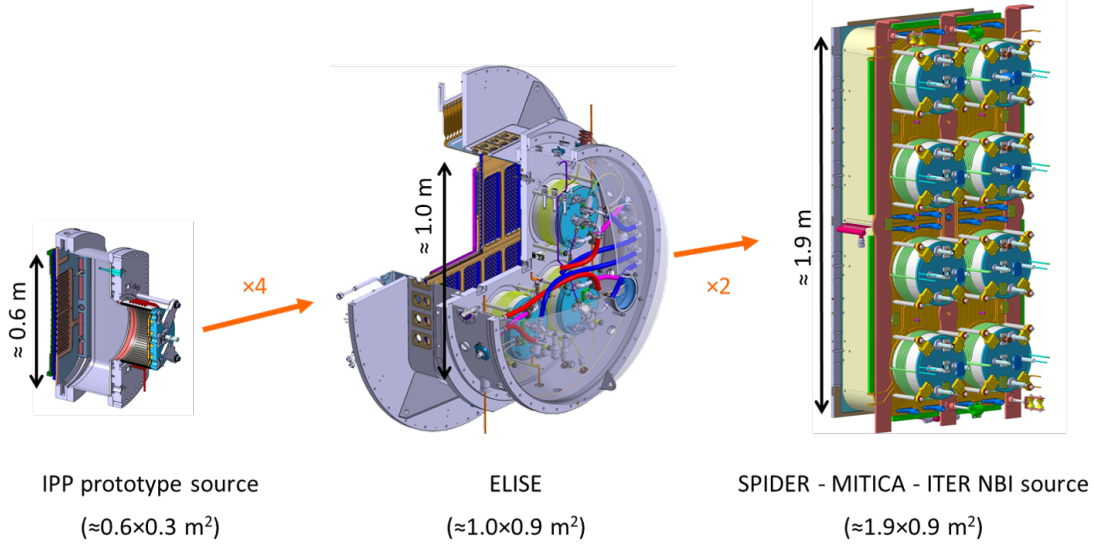 ≈ 0.6 m
×4
≈ 1.0 m
×2
≈ 1.9 m
IPP prototype source
(≈0.6×0.3 m²)
ELISE
(≈1.0×0.9 m²)
SPIDER - MITICA - ITER NBI source
(≈1.9×0.9 m²)